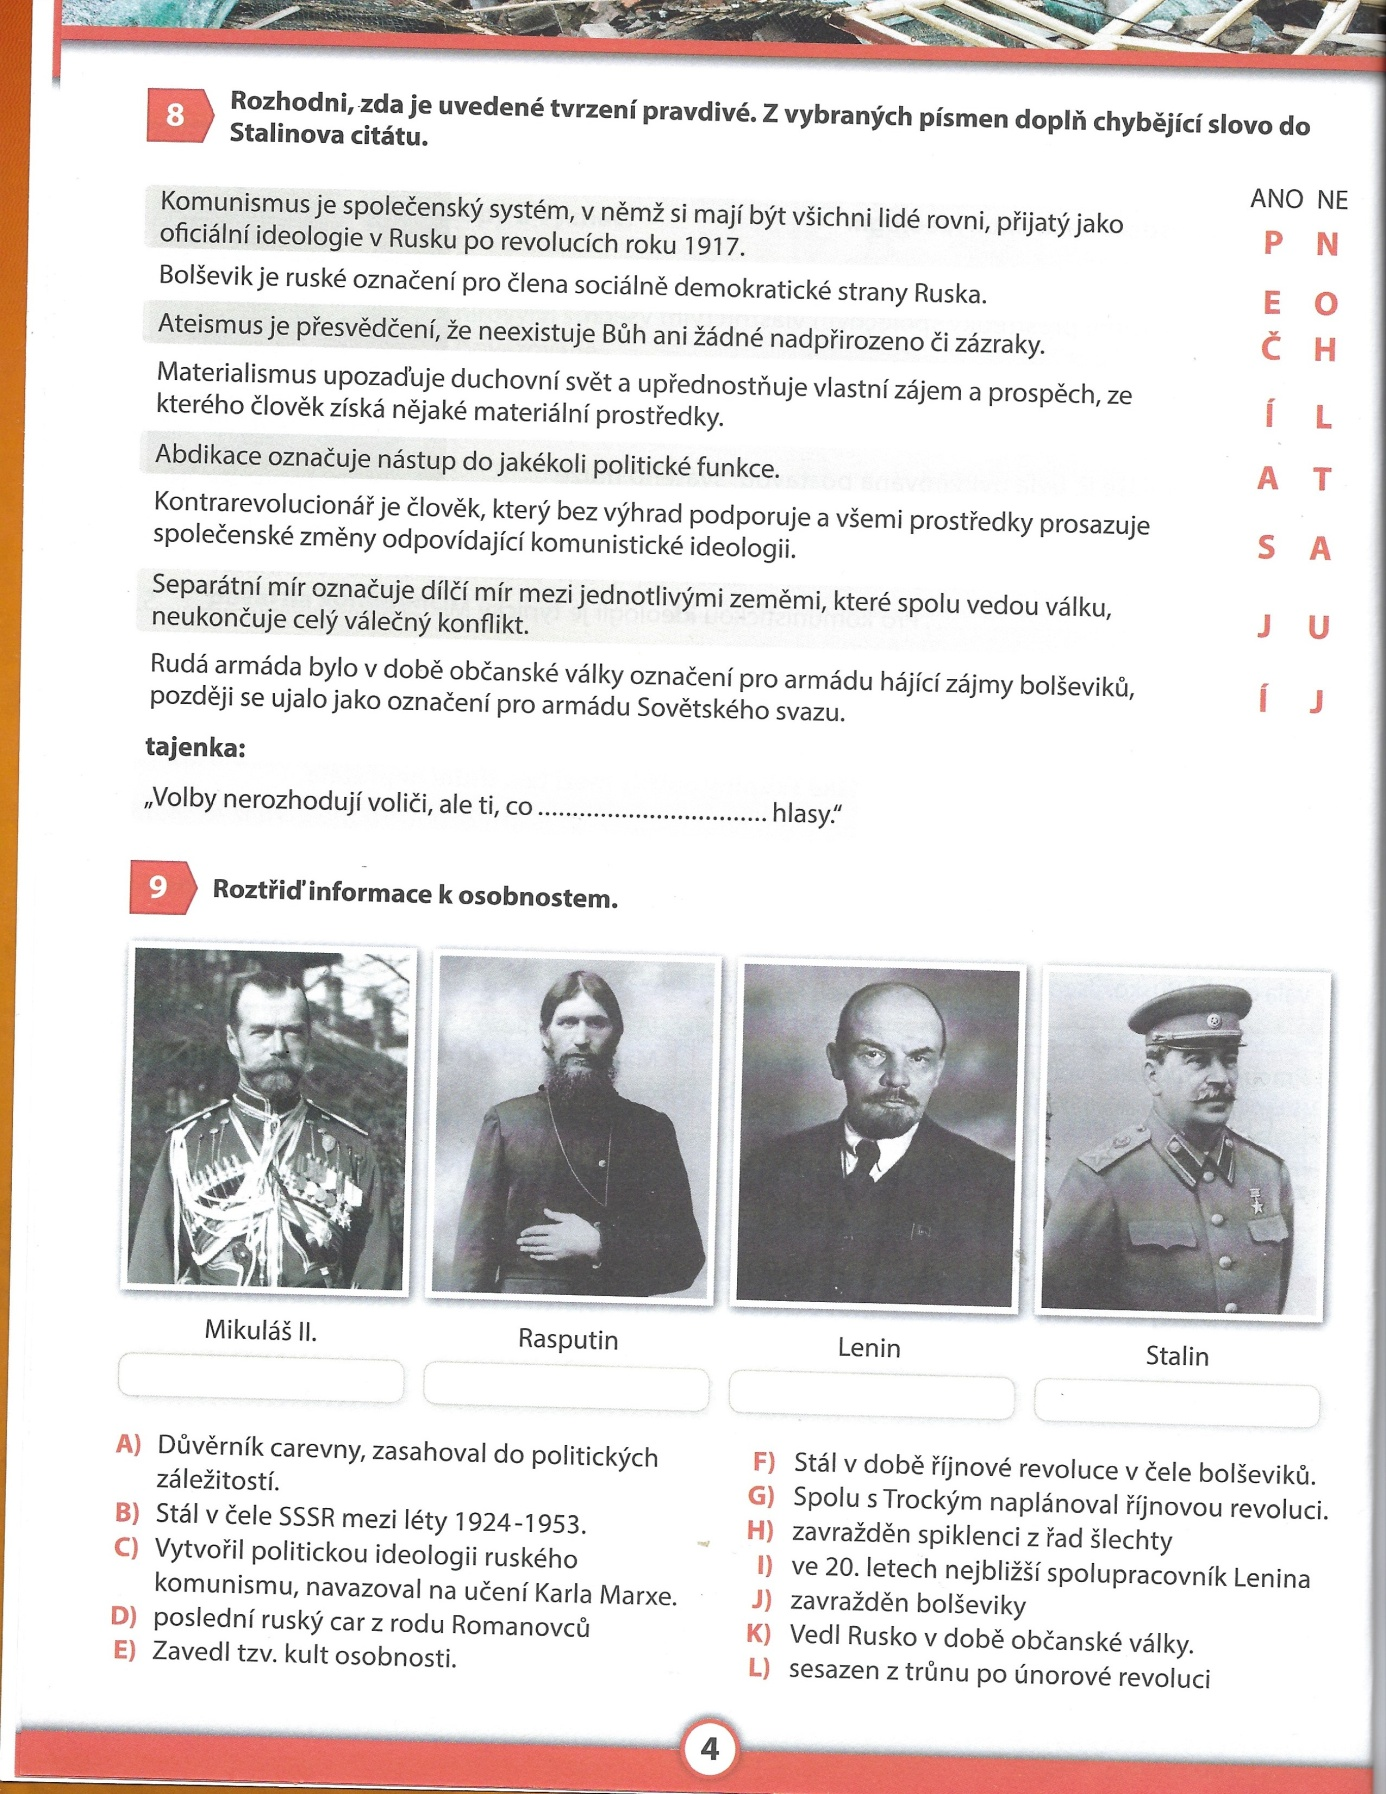 8
Rozhodni, zda je uvedené tvrzení pravdivé. Z vybraných písmen doplň chybějící slovo do
Stalinova citátu.
ANO NE
Komunismus je společenský systém, v němž si mají být všichni lidé rovni, přijatý jako
oficiální ideologie v Rusku po revolucích roku 1917.
P N
Bolševik je ruské označení pro člena sociálně demokratické strany Ruska.
E O
Ateismus je přesvědčení, že neexistuje Bůh ani žádné nadpřirozeno či zázraky.
Č H
Materialismus upozaďuje duchovní svět a upřednostňuje vlastní zájem a prospěch, ze
kterého člověk získá nějaké materiální prostředky.
Í L
Abdikace označuje nástup do jakékoli politické funkce.
A T
Kontrarevolucionář je člověk, který bez výhrad podporuje a všemi prostředky prosazuje
společenské změny odpovídající komunistické ideologii.
S A
Separátní mír označuje dílčí mír mezi jednotlivými zeměmi, které spolu vedou válku,
neukončuje celý válečný konflikt.
J U
Rudá armáda bylo v době občanské války označení pro armádu hájící zájmy bolševiků,
později se ujalo jako označení pro armádu Sovětského svazu.
Í J
tajenka:
„Volby nerozhodují voliči, ale ti, co ................................. hlasy.“
9
Roztřiď informace k osobnostem.
Mikuláš II.
Rasputin
Lenin
Stalin
A) Důvěrník carevny, zasahoval do politických
záležitostí.
B) Stál v čele SSSR mezi léty 1924-1953.
C) Vytvořil politickou ideologii ruského
komunismu, navazoval na učení Karla Marxe.
D) poslední ruský car z rodu Romanovců
E) Zavedl tzv. kult osobnosti.
F) Stál v době říjnové revoluce v čele bolševiků.
G) Spolu s Trockým naplánoval říjnovou revoluci.
H) zavražděn spiklenci z řad šlechty
I) ve 20. letech nejbližší spolupracovník Lenina
J) zavražděn bolševiky
K) Vedl Rusko v době občanské války.
L) sesazen z trůnu po únorové revoluci
4